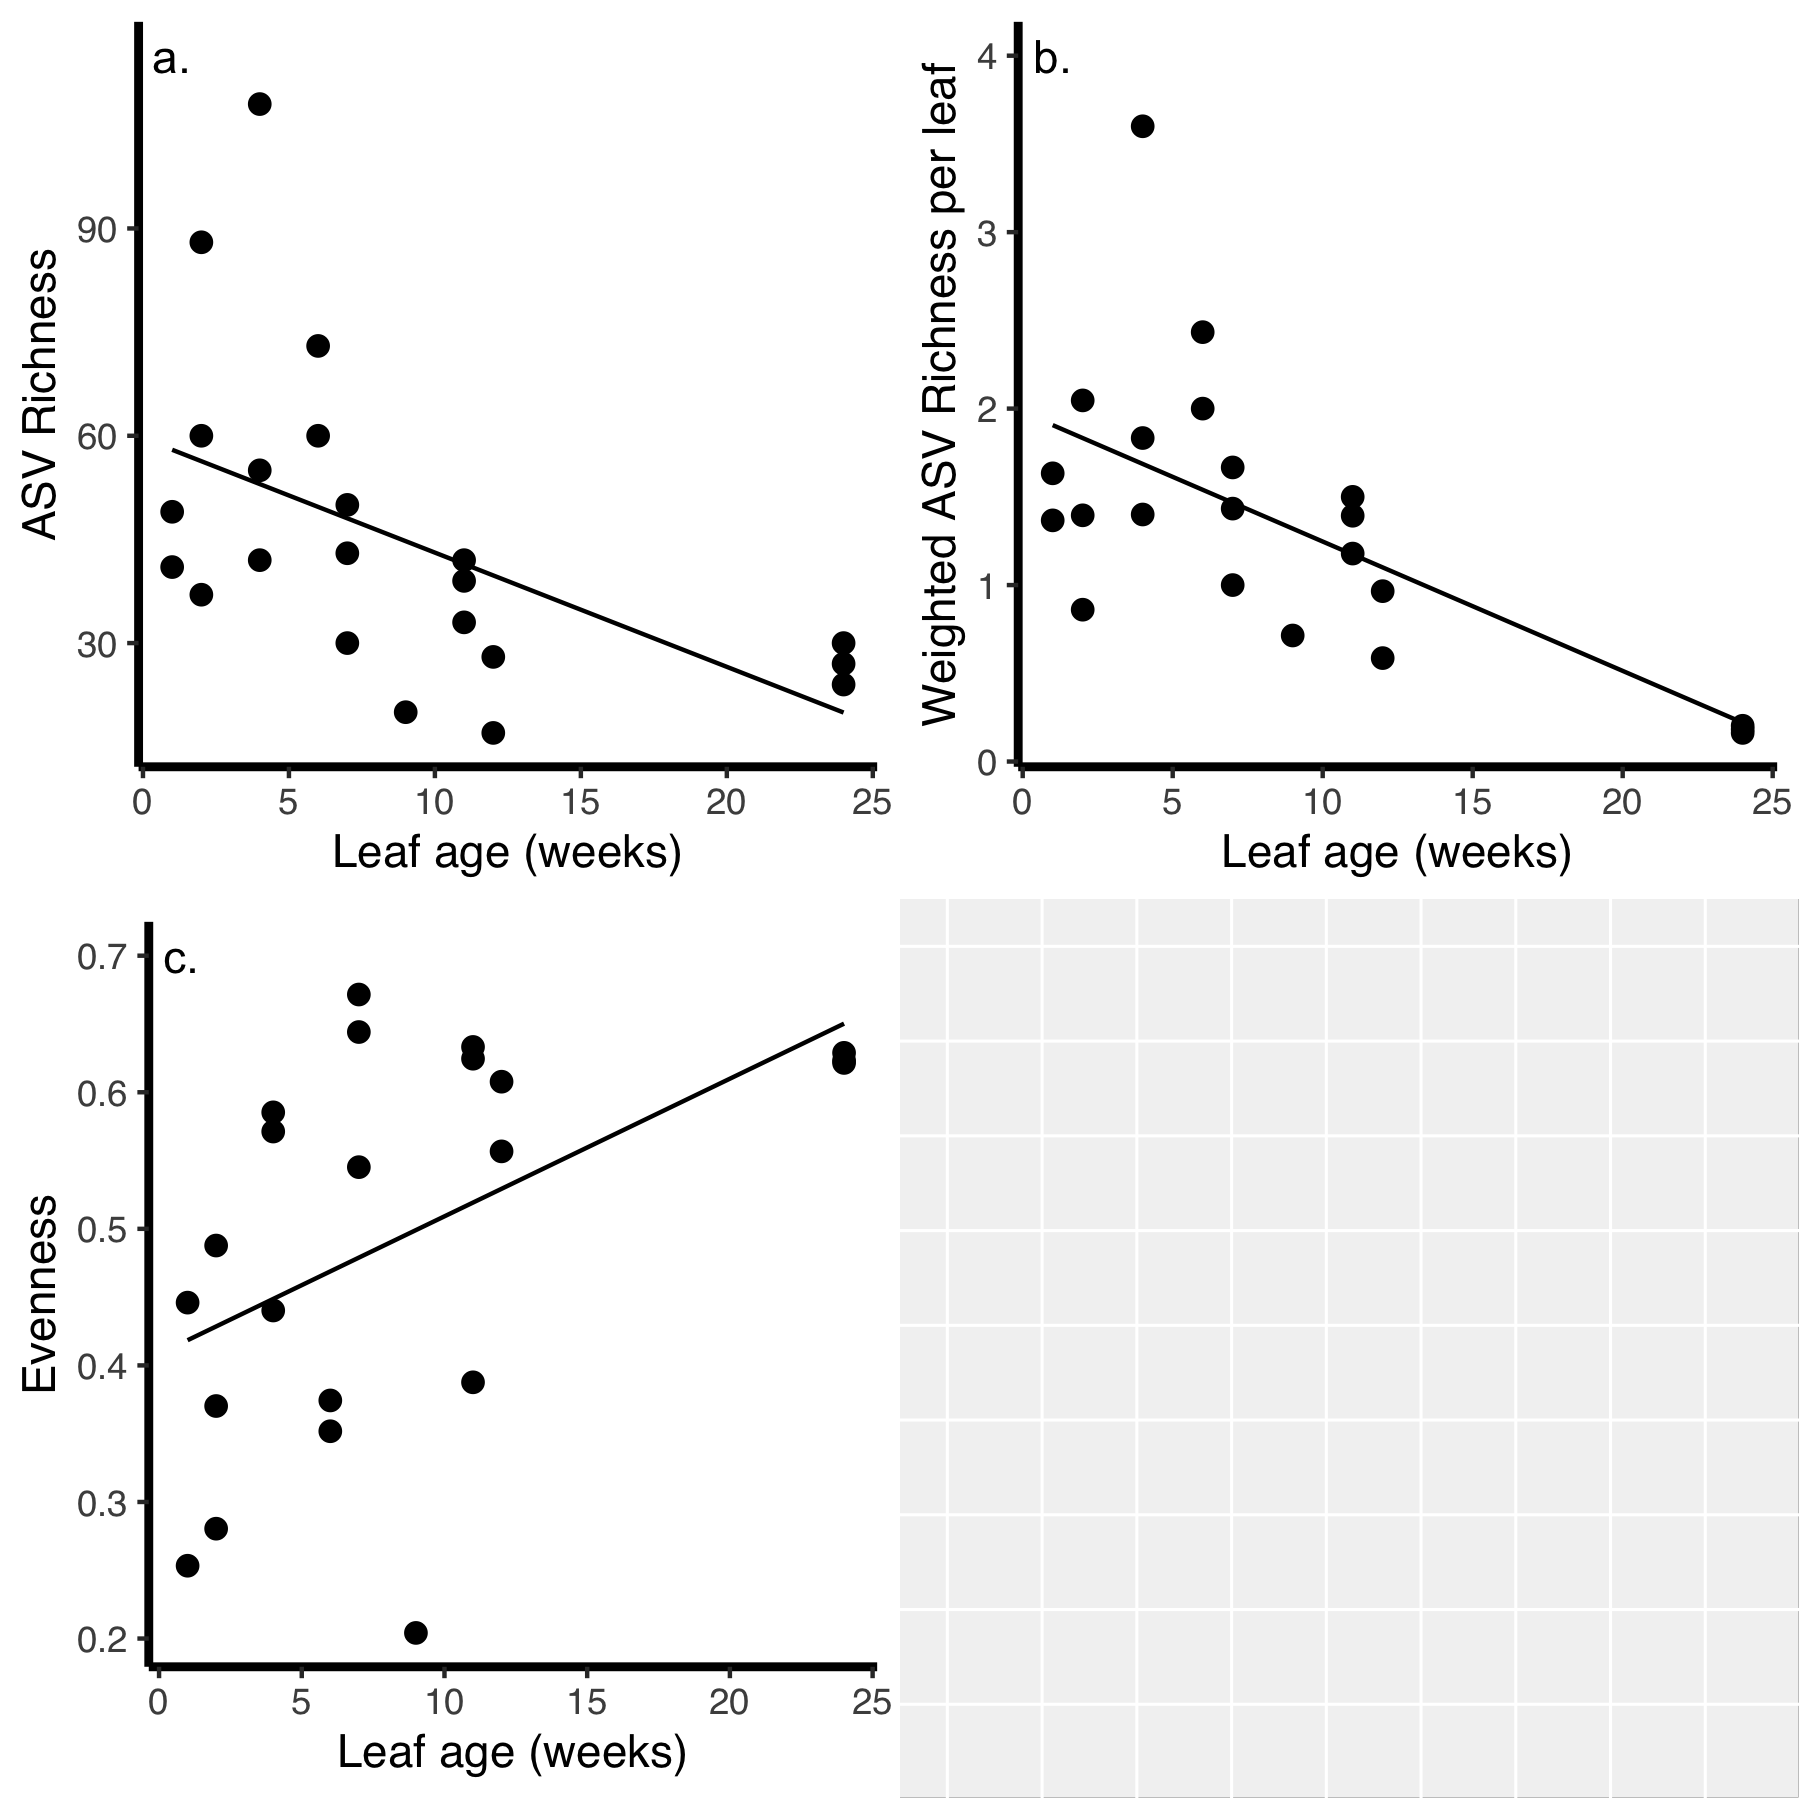 a.
90
60
30
ASV Richness
0 5 10 15 20 25
Leaf age (weeks)
b.
4
3
2
1
0
Weighted ASV Richness per leaf
0 5 10 15 20 25
Leaf age (weeks)
c.
0.7
0.6
0.5
0.4
0.3
0.2
Evenness
0 5 10 15 20 25
Leaf age (weeks)